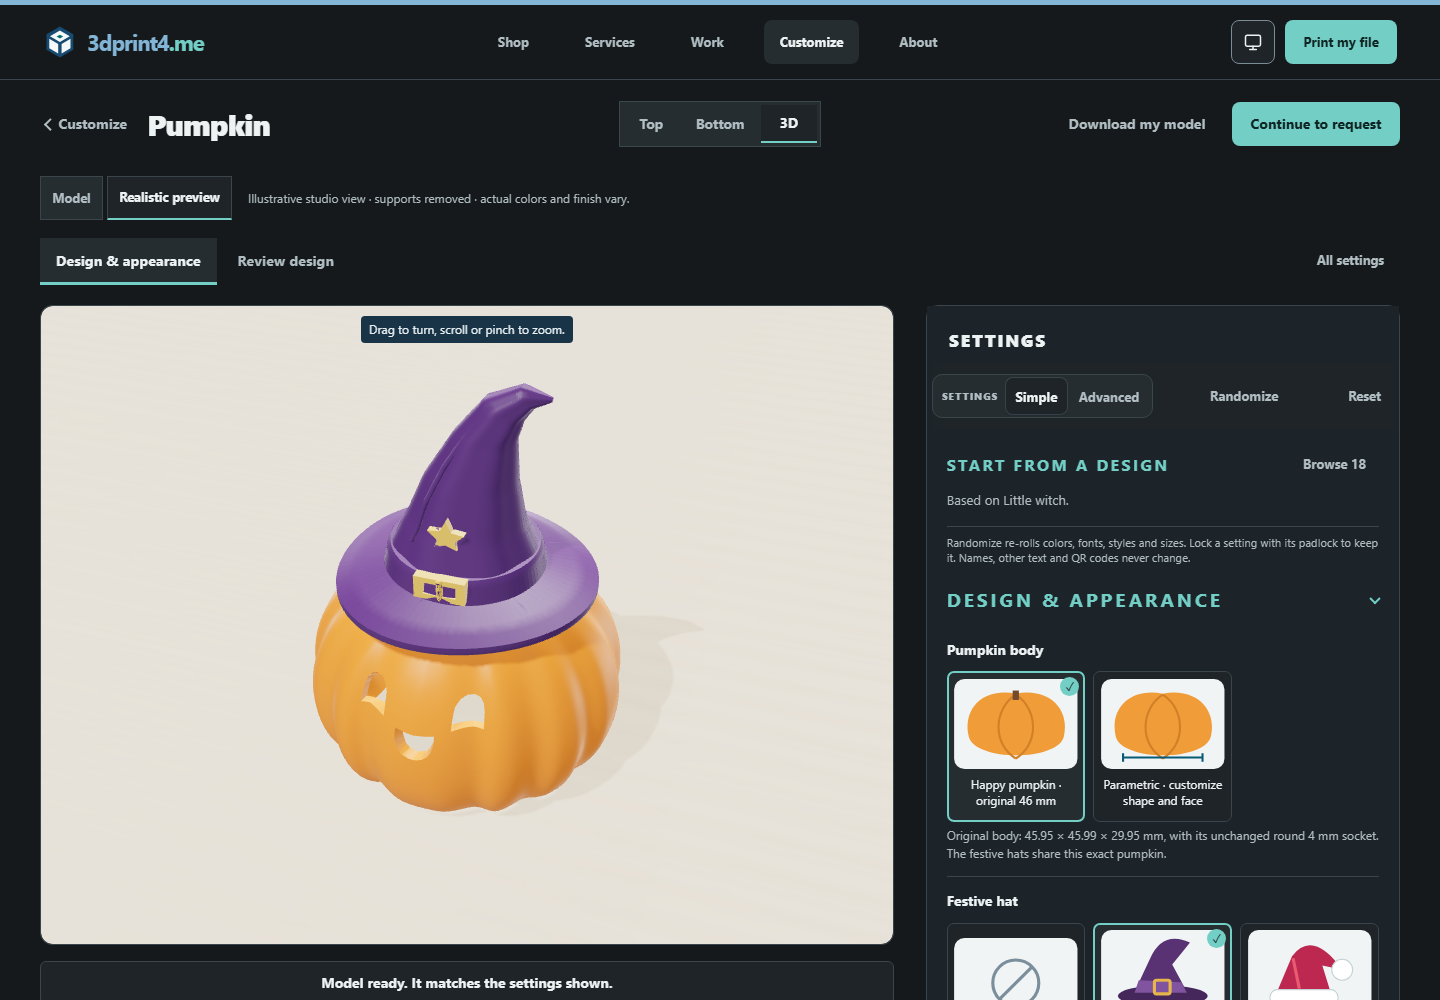 3dprint4.me
Shop
Services
Work
Customize
About
Print my file
Customize
Pumpkin
Top
Bottom
3D
Download my model
Continue to request
Model
Realistic preview
Illustrative studio view · supports removed · actual colors and finish vary.
Design & appearance
Review design
All settings
Drag to turn, scroll or pinch to zoom.
Model ready. It matches the settings shown.
SETTINGS
SETTINGS
Simple
Advanced
Randomize
Reset
START FROM A DESIGN
Browse 18
Based on Little witch.
Randomize re-rolls colors, fonts, styles and sizes. Lock a setting with its padlock to keep
it. Names, other text and QR codes never change.
DESIGN & APPEARANCE
Pumpkin body
Happy pumpkin ·
original 46 mm
Parametric · customize
shape and face
Original body: 45.95 × 45.99 × 29.95 mm, with its unchanged round 4 mm socket.
The festive hats share this exact pumpkin.
Festive hat